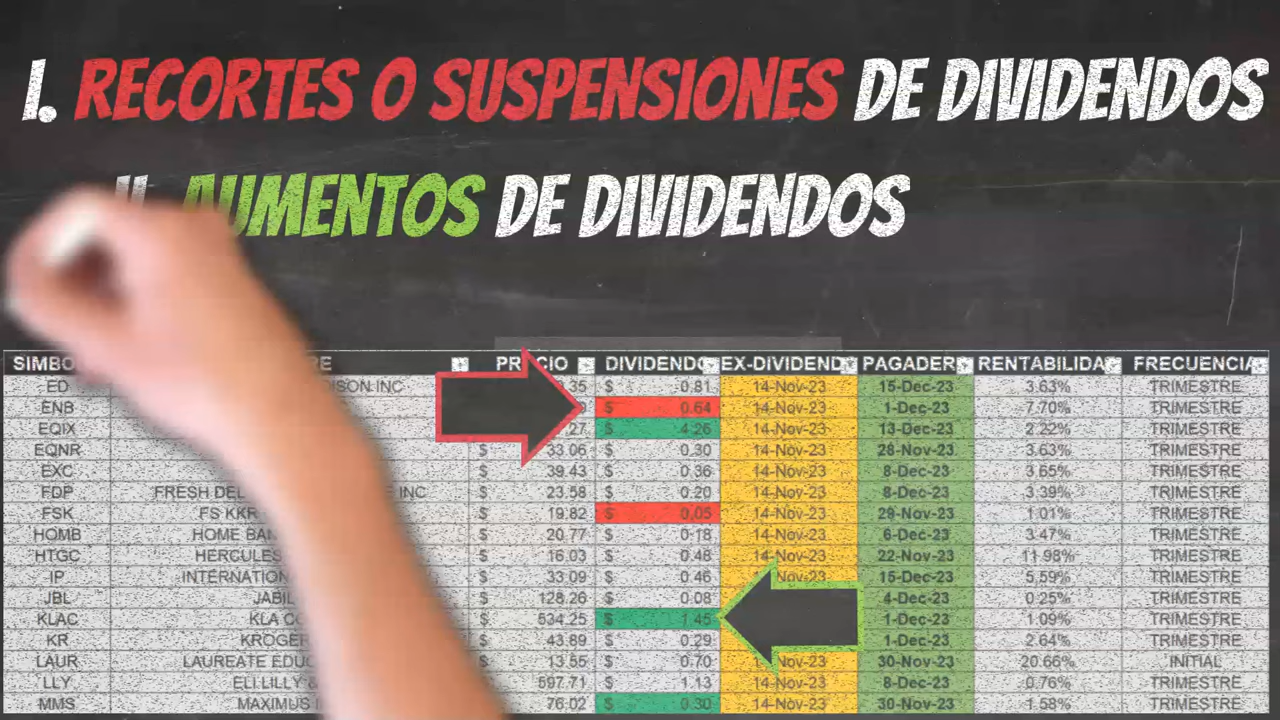 I. RECORTES O SUSPENSIONES DE DIVIDENDOS
II. AUMENTOS DE DIVIDENDOS
PRECIO DIVIDENDO EX-DIVIDEND PAGADER RENTABILIDA FRECUENCIA
ED INC 0.81 14-Nov-23 15-Dec-23 3.63% TRIMESTRE
ENB $ 0.64 14-Nov-23 1-Dec-23 7.70% TRIMESTRE
EQIX $ 4.26 14-Nov-23 13-Dec-23 2.22% TRIMESTRE
EQNR $ 33.06 $ 0.30 14-Nov-23 28-Nov-23 3.63% TRIMESTRE
EXC $ 39.43 $ 0.36 14-Nov-23 8-Dec-23 3.65% TRIMESTRE
FDP FRESH DEL INC $ 23.58 $ 0.20 14-Nov-23 8-Dec-23 3.39% TRIMESTRE
FSK FS KKR $ 19.82 $ 0.05 14-Nov-23 29-Nov-23 1.01% TRIMESTRE
HOMB HOME $ 20.77 $ 0.18 14-Nov-23 6-Dec-23 3.47% TRIMESTRE
HTGC HERCULES $ 16.03 $ 0.48 14-Nov-23 22-Nov-23 11.98% TRIMESTRE
IP $ 33.09 $ 0.46 15-Dec-23 5.59% TRIMESTRE
JBL $ 128.26 $ 0.08 4-Dec-23 0.25% TRIMESTRE
KLAC KLA $ 534.25 $ 1.45 1-Dec-23 1.09% TRIMESTRE
KR KROGER $ 43.89 $ 0.29 1-Dec-23 2.64% TRIMESTRE
LAUR LAUREATE $ 13.55 $ 0.70 30-Nov-23 20.66% INITIAL
LLY ELI LILLY & $ 597.71 $ 1.13 14-Nov-23 8-Dec-23 0.76% TRIMESTRE
MMS MAXIMUS $ 76.02 $ 0.30 14-Nov-23 30-Nov-23 1.58% TRIMESTRE